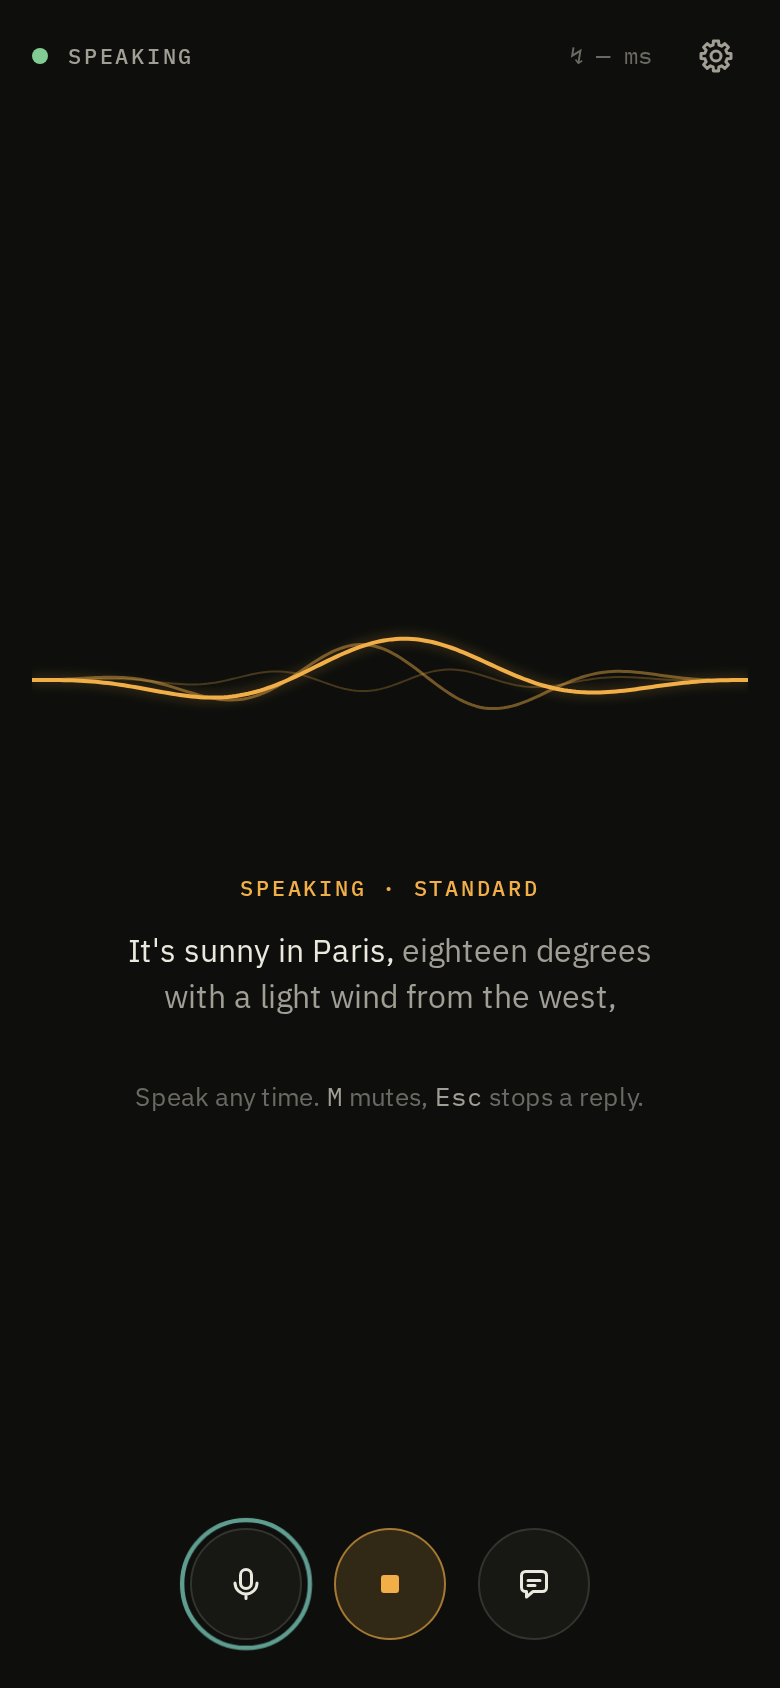 SPEAKING
↯ — ms
SPEAKING · STANDARD
It's sunny in Paris, eighteen degrees
with a light wind from the west,
Speak any time. M mutes, Esc stops a reply.